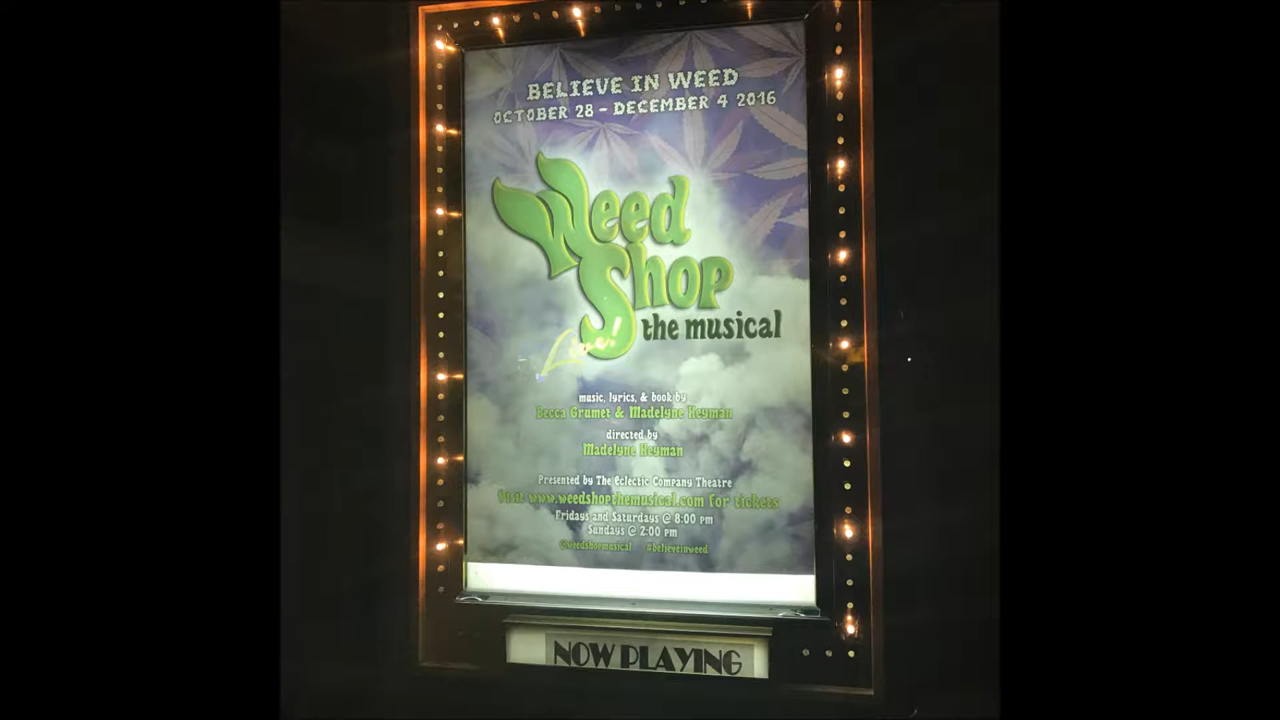 BELIEVE IN WEED
OCTOBER 28 - DECEMBER 4 2016
Weed
Shop
the musical
Live!
music, lyrics, & book by
Becca Grumet & Madelyne Heyman
directed by
Madelyne Heyman
Presented by The Eclectic Company Theatre
Visit www.weedshopthemusical.com for tickets
Fridays and Saturdays @ 8:00 pm
Sundays @ 2:00 pm
@weedshopmusical #believeinweed
NOW PLAYING